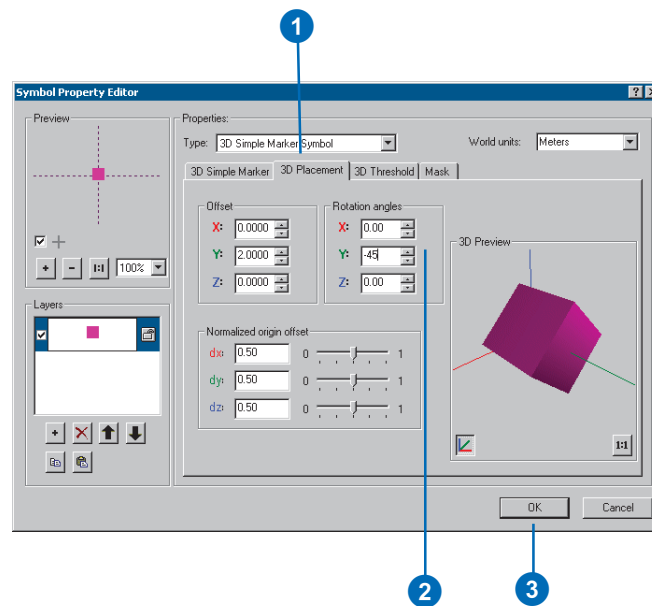 1
Symbol Property Editor
Preview
100%
1:1
Layers
Properties:
Type: 3D Simple Marker Symbol
World units: Meters
3D Simple Marker 3D Placement 3D Threshold Mask
Offset
X: 0.0000
Y: 2.0000
Z: 0.0000
Rotation angles
X: 0.00
Y: -45
Z: 0.00
Normalized origin offset
dx: 0.50 0 1
dy: 0.50 0 1
dz: 0.50 0 1
3D Preview
1:1
OK Cancel
2 3